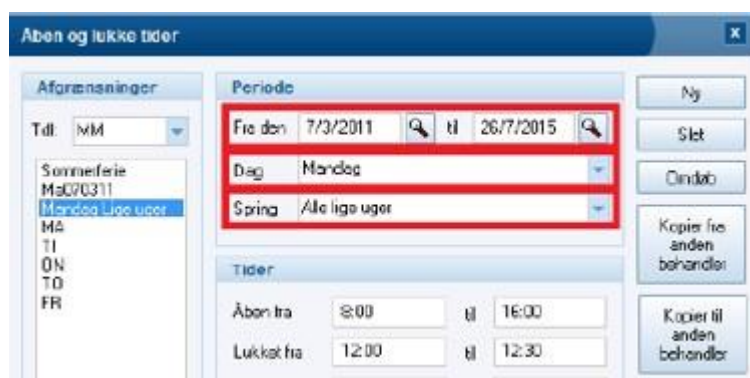 Åben og lukke tider
x
Afgrænsninger
Tdl: MM
Sommerferie
Ma070311
Mandag Lige uger
MA
TI
ON
TO
FR
Periode
Fra den 7/3/2011 til 26/7/2015
Dag Mandag
Spring Alle lige uger
Tider
Åben fra 8:00 til 16:00
Lukket fra 12:00 til 12:30
Ny
Slet
Omdøb
Kopier fra
anden
behandler
Kopier til
anden
behandler